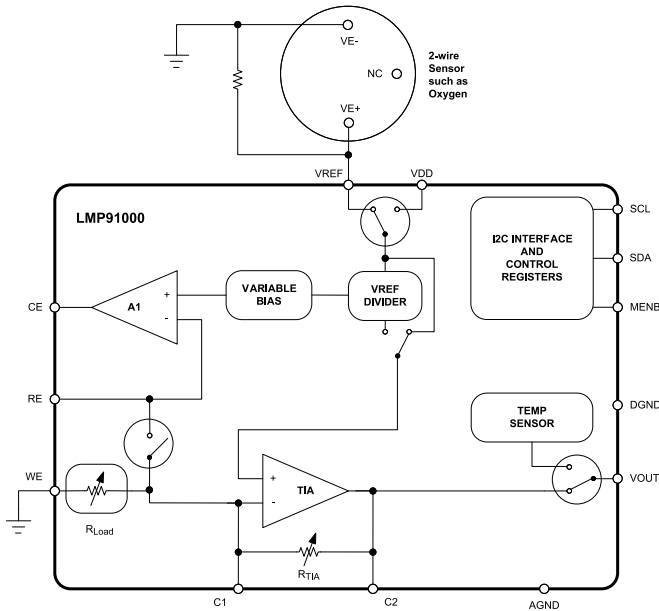 VE-
NC
2-wire
Sensor
such as
Oxygen
VE+
VREF
VDD
LMP91000
SCL
I2C INTERFACE
AND
CONTROL
REGISTERS
SDA
MENB
CE
A1
+
-
VARIABLE
BIAS
VREF
DIVIDER
RE
DGND
TEMP
SENSOR
WE
RLoad
+
-
TIA
VOUT
RTIA
C1
C2
AGND